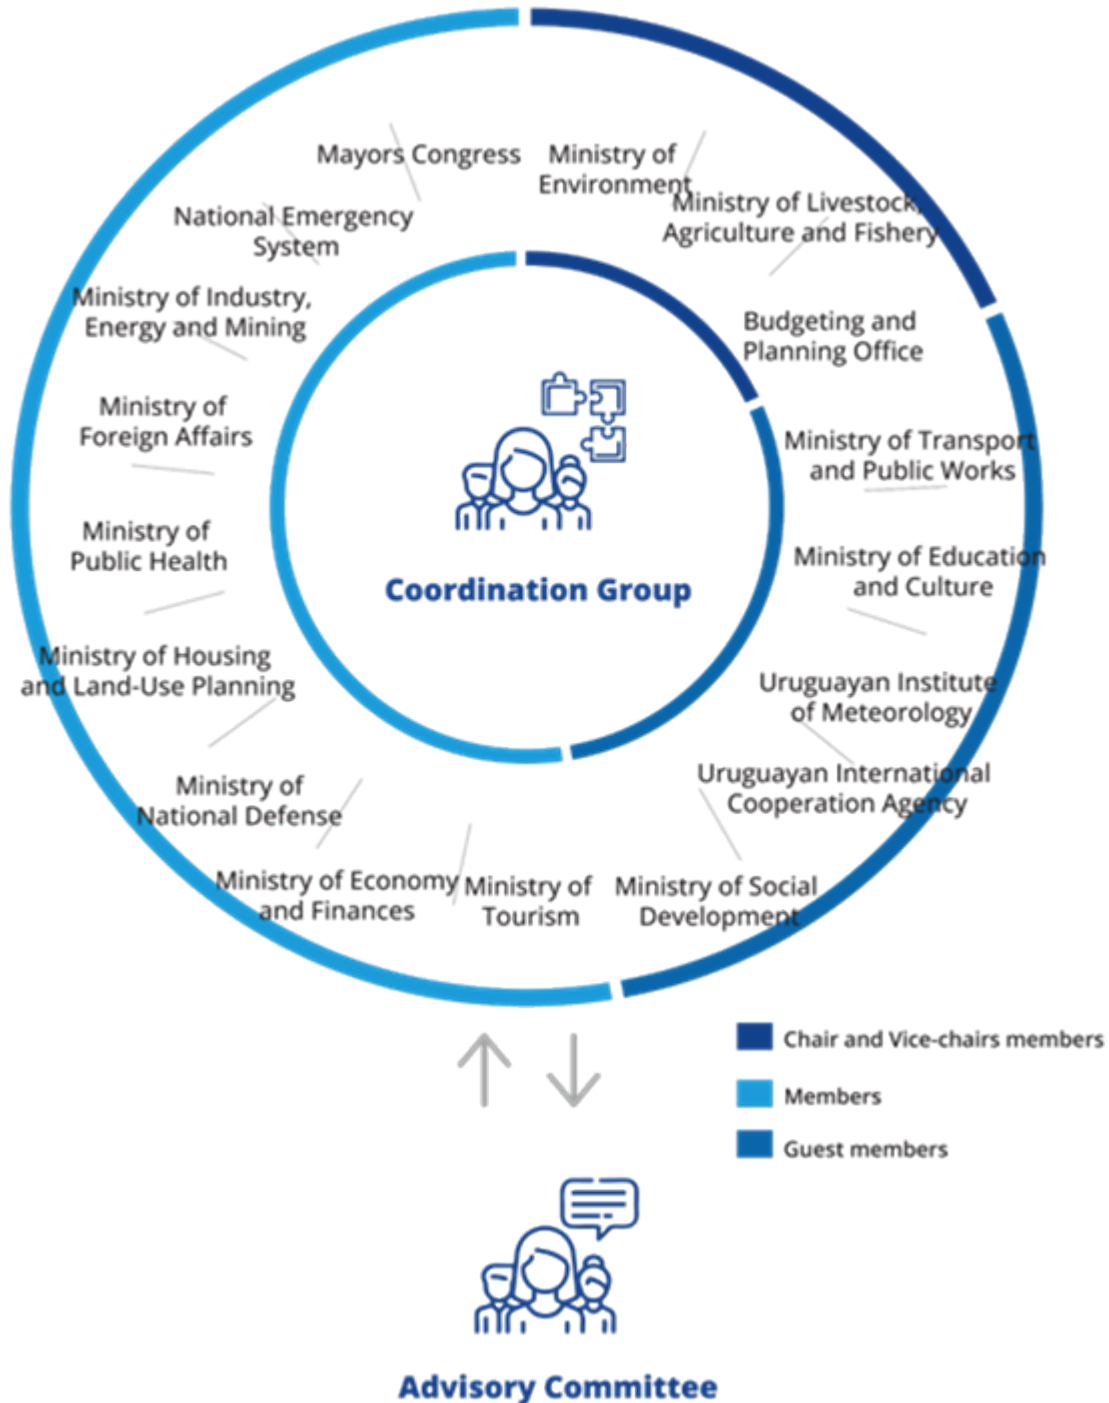 Mayors Congress
Ministry of
Environment
Ministry of Livestock,
Agriculture and Fishery
Budgeting and
Planning Office
Ministry of Transport
and Public Works
Ministry of Education
and Culture
Uruguayan Institute
of Meteorology
Uruguayan International
Cooperation Agency
Ministry of Social
Development
Ministry of
Tourism
Ministry of Economy
and Finances
Ministry of
National Defense
Ministry of Housing
and Land-Use Planning
Ministry of
Public Health
Ministry of
Foreign Affairs
Ministry of Industry,
Energy and Mining
National Emergency
System
Coordination Group
Chair and Vice-chairs members
Members
Guest members
Advisory Committee